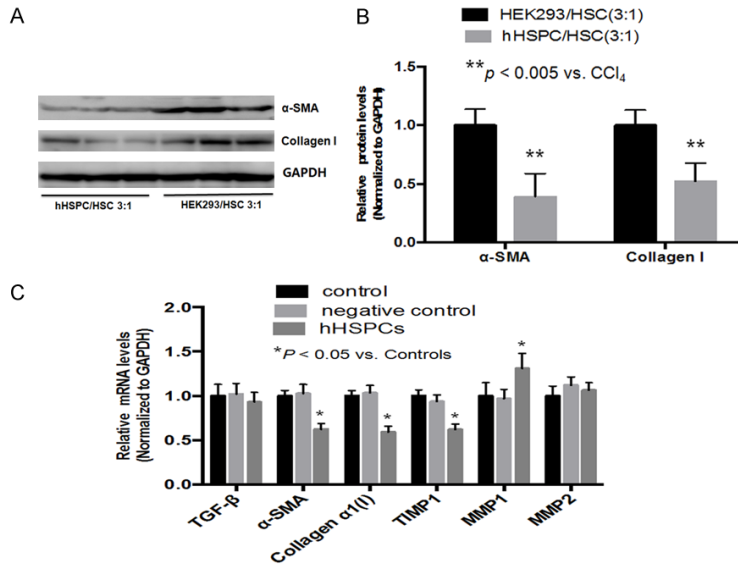 A
α-SMA
Collagen I
GAPDH
hHSPC/HSC 3:1
HEK293/HSC 3:1
B
HEK293/HSC(3:1)
hHSPC/HSC(3:1)
**p < 0.005 vs. CCl4
Relative protein levels
(Normalized to GAPDH)
1.5
1.0
0.5
0.0
**
**
α-SMA
Collagen I
C
control
negative control
hHSPCs
*P < 0.05 vs. Controls
Relative mRNA levels
(Normalized to GAPDH)
2.0
1.5
1.0
0.5
0.0
*
*
*
*
TGF-β
α-SMA
Collagen α1(I)
TIMP1
MMP1
MMP2